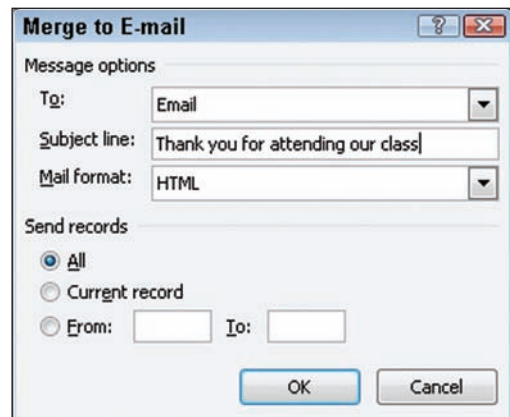 Merge to E-mail ?
Message options
To: Email
Subject line: Thank you for attending our class
Mail format: HTML
Send records
All
Current record
From: To:
OK Cancel